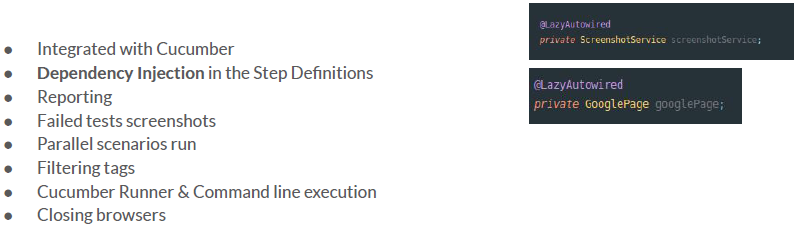 ● Integrated with Cucumber
● Dependency Injection in the Step Definitions
● Reporting
● Failed tests screenshots
● Parallel scenarios run
● Filtering tags
● Cucumber Runner & Command line execution
● Closing browsers
@LazyAutowired
private ScreenshotService screenshotService;
@LazyAutowired
private GooglePage googlePage;